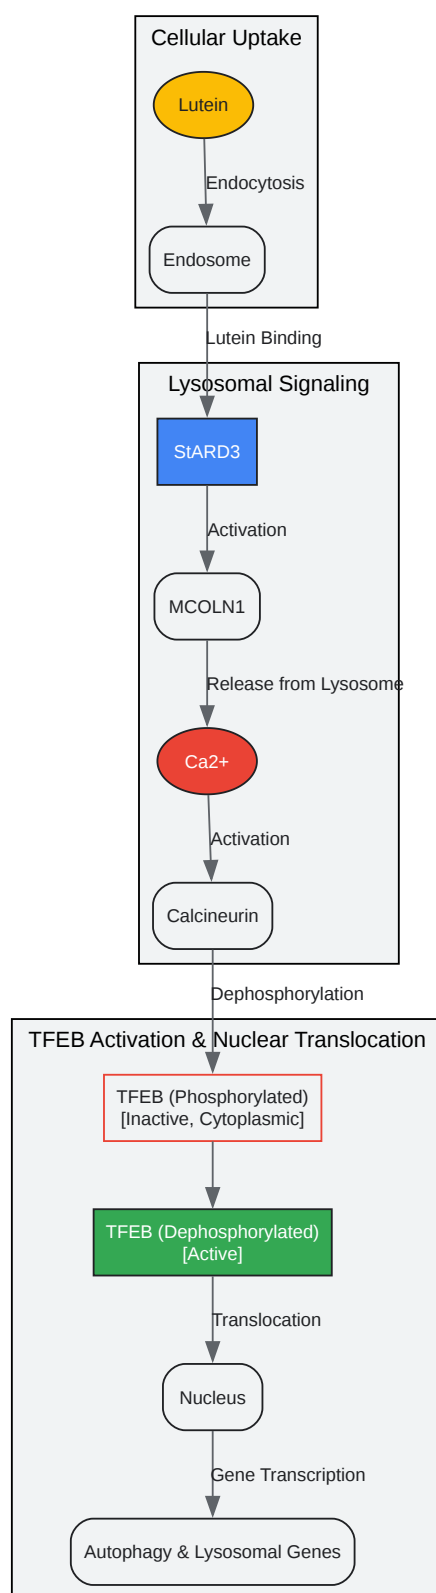 Cellular Uptake
Lutein
Endocytosis
Endosome
Lutein Binding
Lysosomal Signaling
StARD3
Activation
MCOLN1
Release from Lysosome
Ca2+
Activation
Calcineurin
Dephosphorylation
TFEB Activation & Nuclear Translocation
TFEB (Phosphorylated)
[Inactive, Cytoplasmic]
TFEB (Dephosphorylated)
[Active]
Translocation
Nucleus
Gene Transcription
Autophagy & Lysosomal Genes